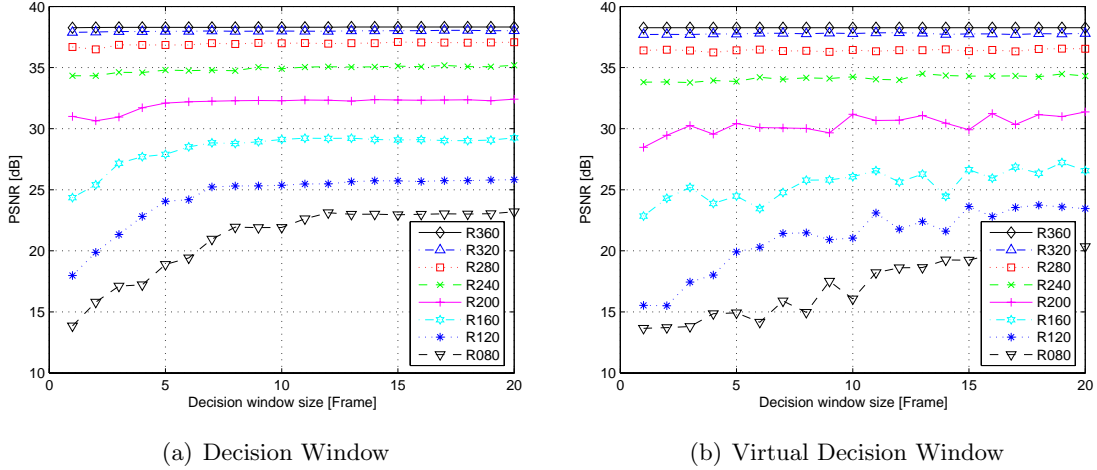 40
35
30
25
20
15
10
PSNR [dB]
0
5
10
15
20
Decision window size [Frame]
R360
R320
R280
R240
R200
R160
R120
R080
(a) Decision Window
40
35
30
25
20
15
10
PSNR [dB]
0
5
10
15
20
Decision window size [Frame]
R360
R320
R280
R240
R200
R160
R120
R080
(b) Virtual Decision Window